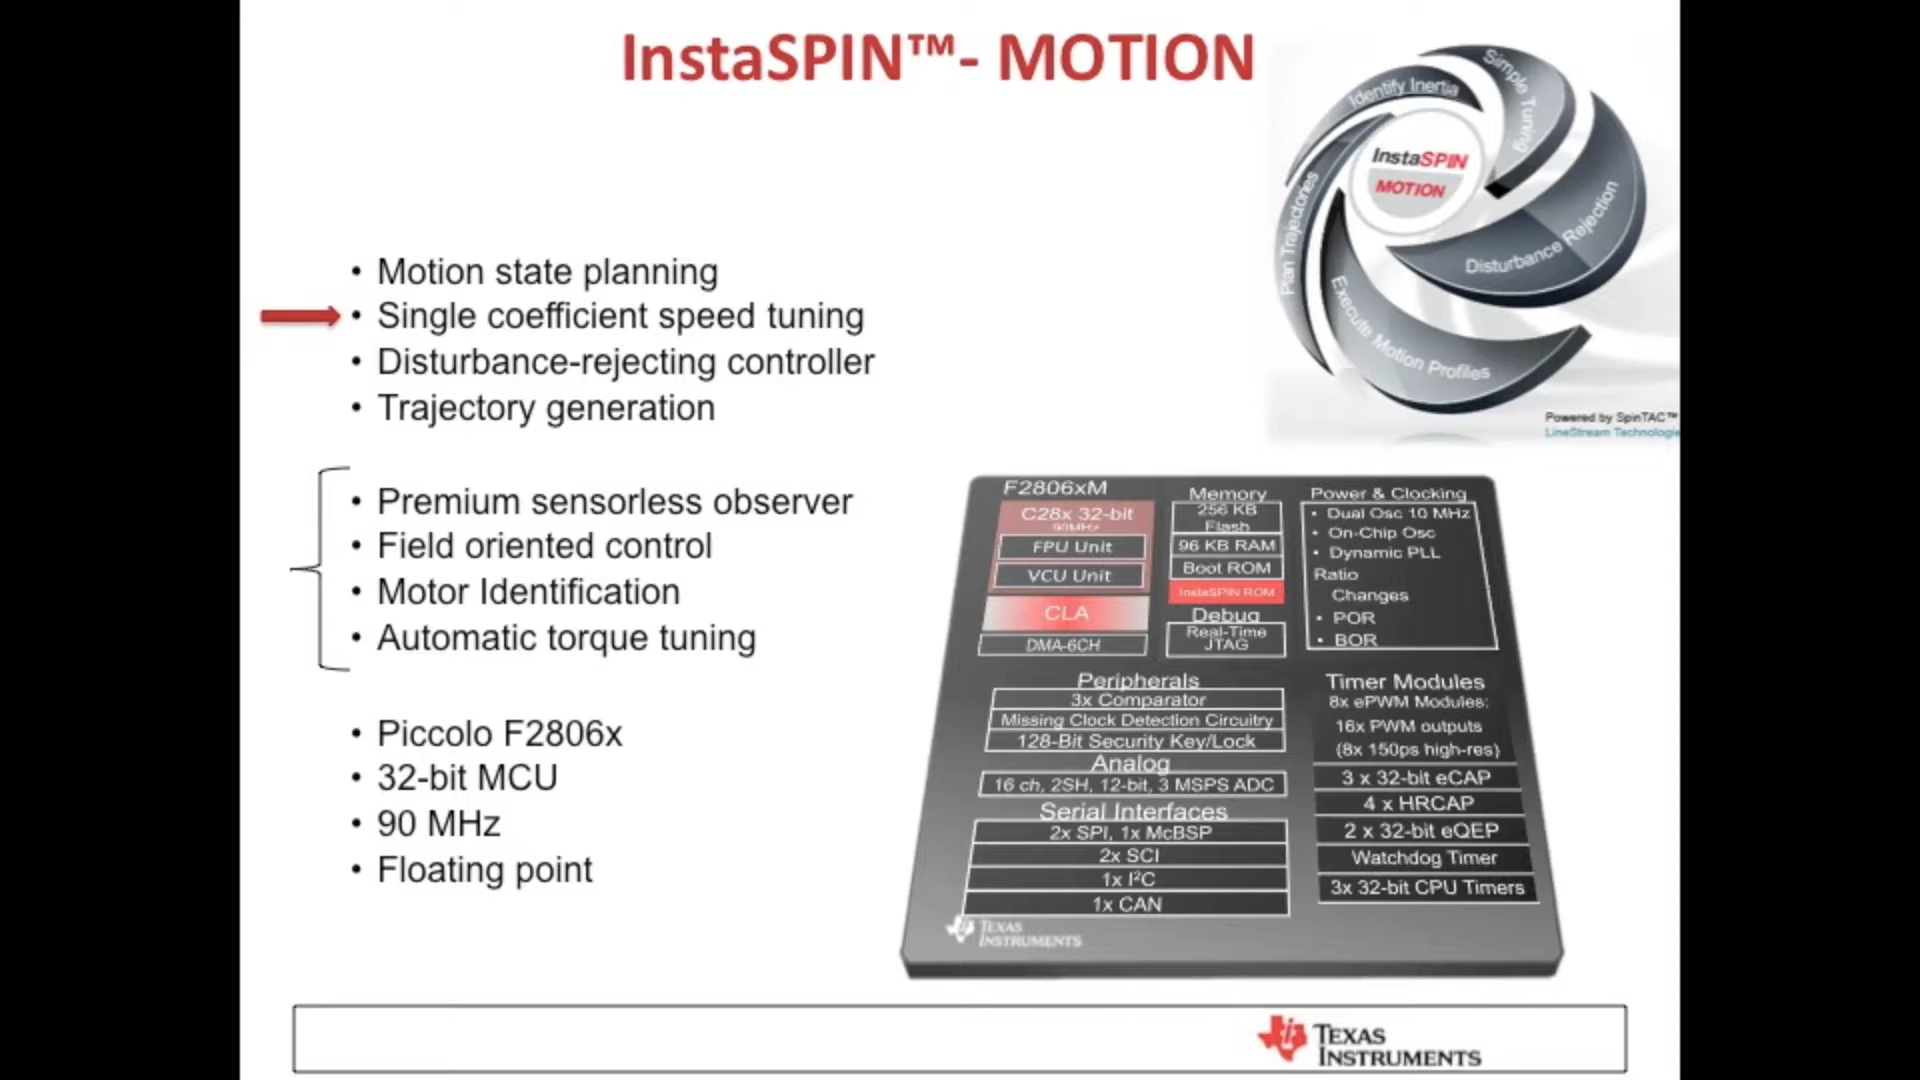 InstaSPIN™- MOTION
Identify Inertia
Simple Tuning
Plan Trajectories
InstaSPIN
MOTION
Disturbance Rejection
Execute Motion Profiles
Powered by SpinTAC™
LineStream Technologie
• Motion state planning
• Single coefficient speed tuning
• Disturbance-rejecting controller
• Trajectory generation
• Premium sensorless observer
• Field oriented control
• Motor Identification
• Automatic torque tuning
• Piccolo F2806x
• 32-bit MCU
• 90 MHz
• Floating point
F2806xM
C28x 32-bit
90MHz
FPU Unit
VCU Unit
CLA
DMA-6CH
Memory
256 KB
Flash
96 KB RAM
Boot ROM
InstaSPIN ROM
Debug
Real-Time
JTAG
Power & Clocking
• Dual Osc 10 MHz
• On-Chip Osc
• Dynamic PLL
Ratio
Changes
• POR
• BOR
Peripherals
3x Comparator
Missing Clock Detection Circuitry
128-Bit Security Key/Lock
Analog
16 ch, 2SH, 12-bit, 3 MSPS ADC
Serial Interfaces
2x SPI, 1x McBSP
2x SCI
1x I²C
1x CAN
Timer Modules
8x ePWM Modules:
16x PWM outputs
(8x 150ps high-res)
3 x 32-bit eCAP
4 x HRCAP
2 x 32-bit eQEP
Watchdog Timer
3x 32-bit CPU Timers
TEXAS
INSTRUMENTS
TEXAS
INSTRUMENTS